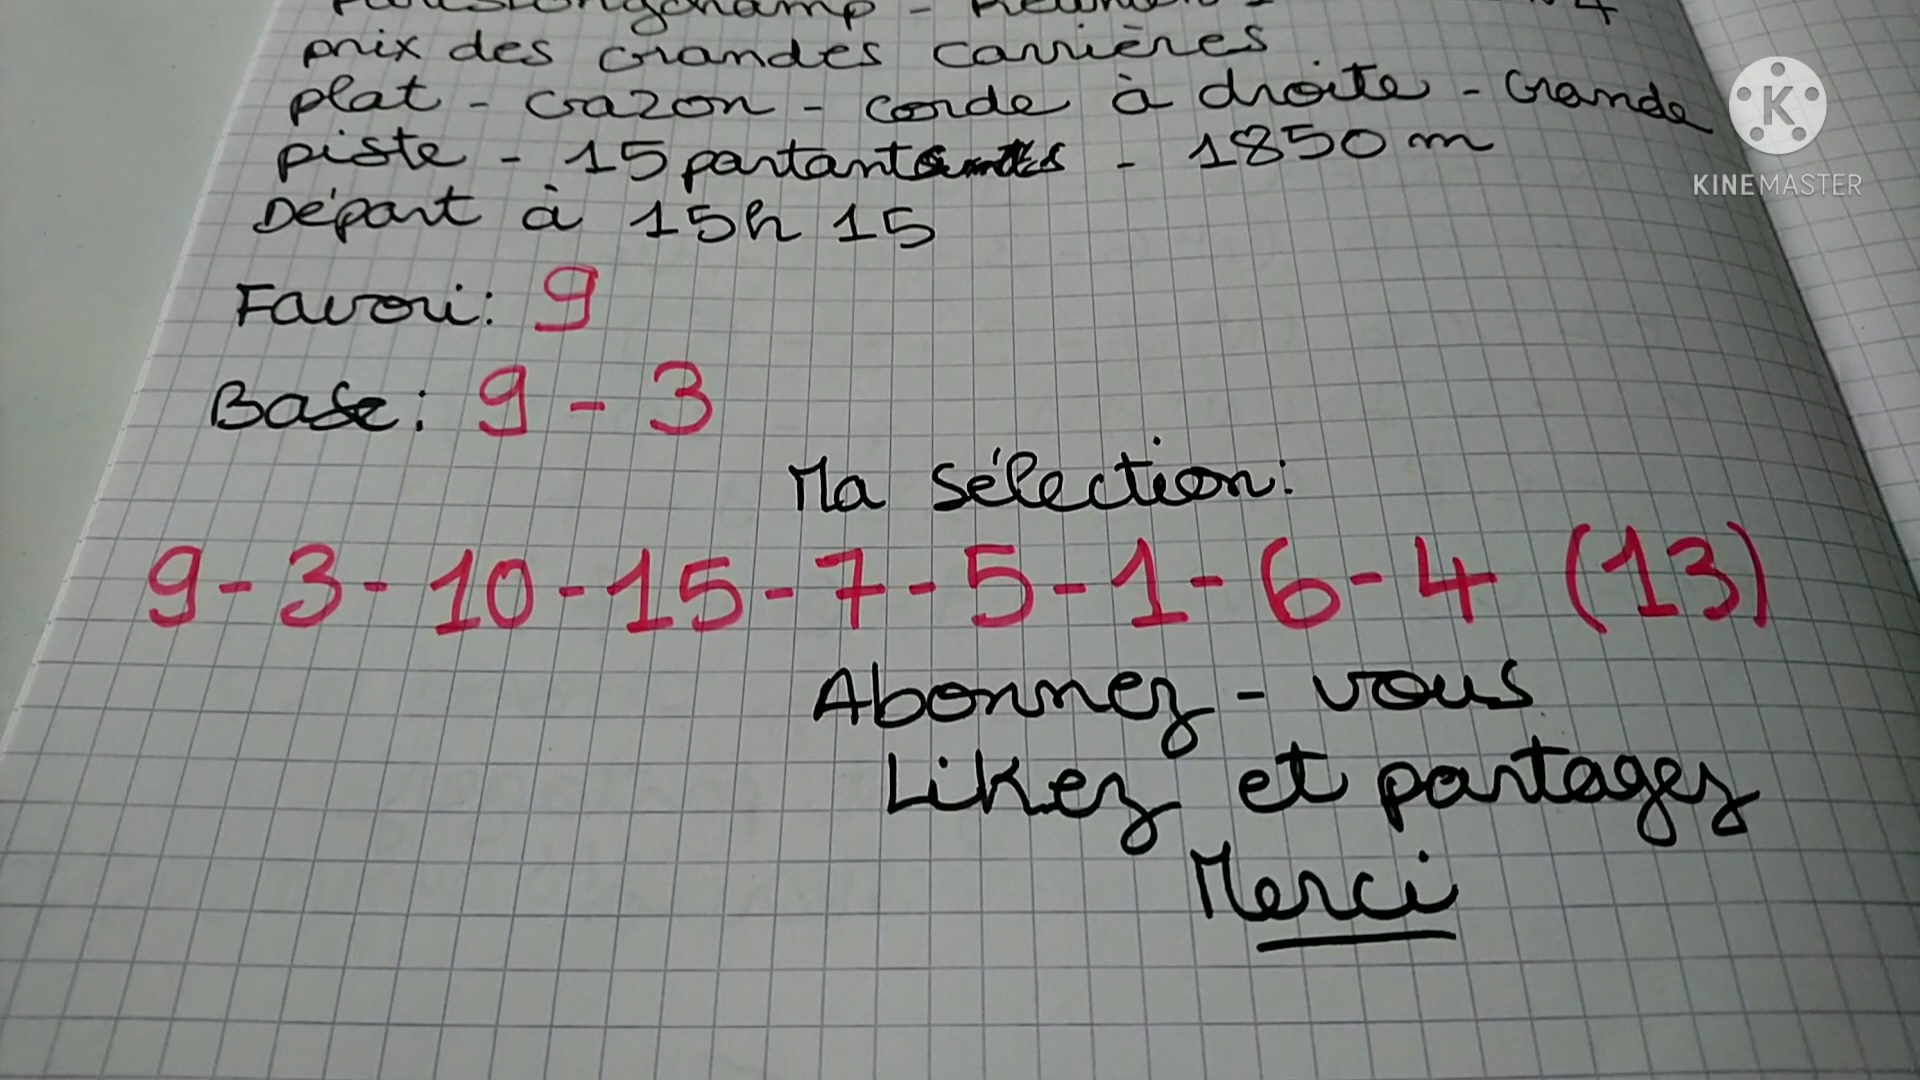 prix des Grandes Carrières
plat - Gazon - corde à droite - Grande
piste - 15 partants - 1850 m
Départ à 15h 15
Favori: 9
Base: 9 - 3
Ma sélection:
9 - 3 - 10 - 15 - 7 - 5 - 1 - 6 - 4 (13)
Abonnez - vous
Likez et partagez
Merci
K
KINEMASTER